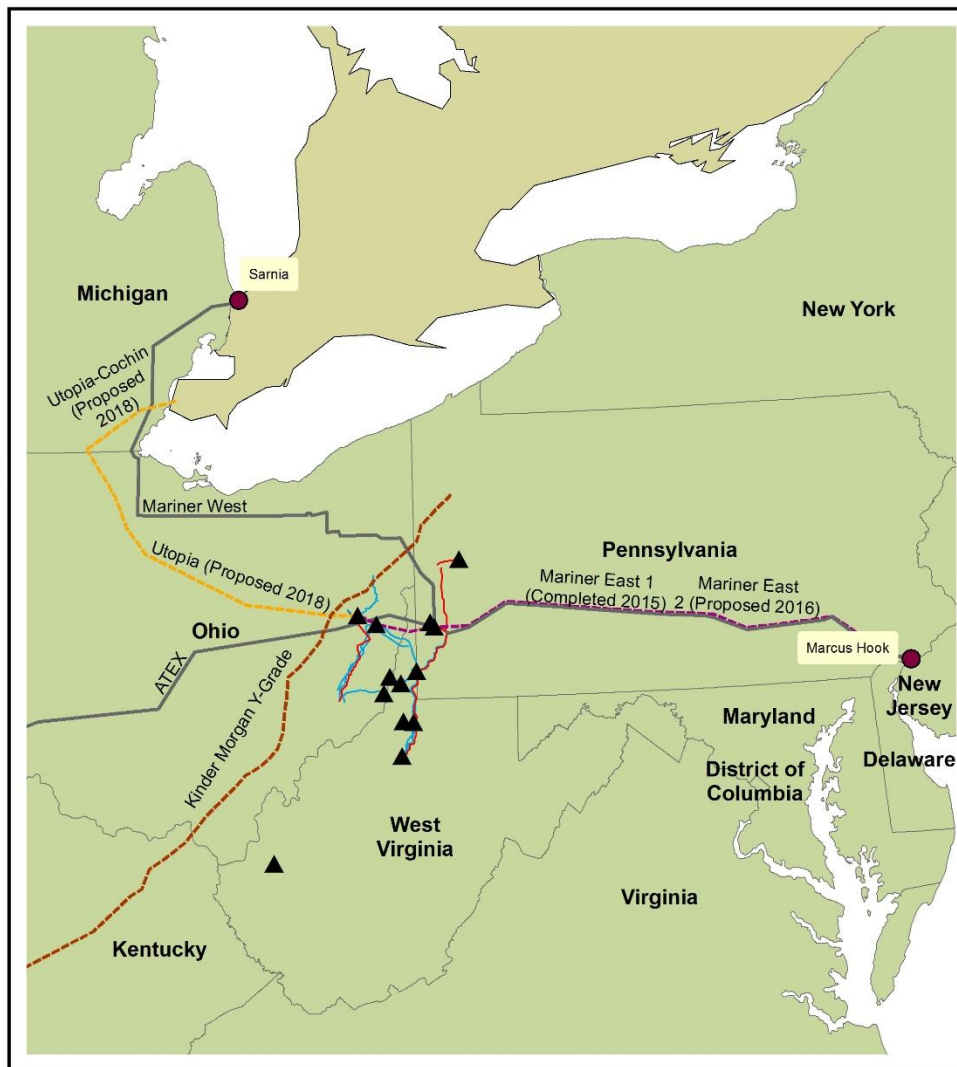 Sarnia
Michigan
New York
Utopia-Cochin
(Proposed
2018)
Mariner West
Utopia (Proposed 2018)
Pennsylvania
Mariner East 1
(Completed 2015)
Mariner East
2 (Proposed 2016)
Ohio
ATEX
Kinder Morgan Y-Grade
Marcus Hook
New
Jersey
Maryland
Delaware
District of
Columbia
West
Virginia
Virginia
Kentucky